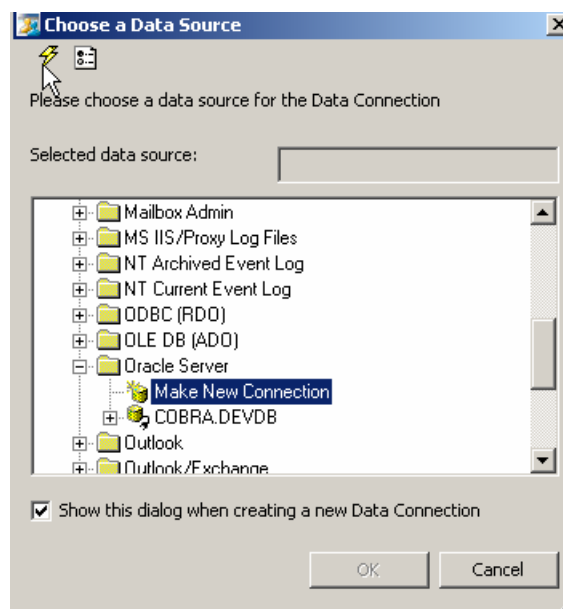 Choose a Data Source
Please choose a data source for the Data Connection
Selected data source:
Mailbox Admin
MS IIS/Proxy Log Files
NT Archived Event Log
NT Current Event Log
ODBC (RDO)
OLE DB (ADO)
Oracle Server
Make New Connection
COBRA.DEVDB
Outlook
Outlook/Exchange
Show this dialog when creating a new Data Connection
OK
Cancel